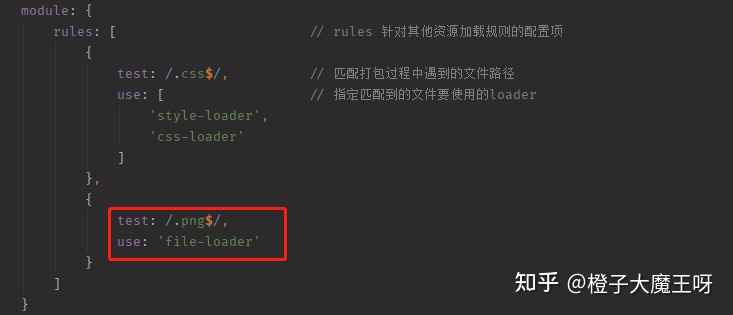 module: {
rules: [ // rules 针对其他资源加载规则的配置项
{
test: /.css$/, // 匹配打包过程中遇到的文件路径
use: [ // 指定匹配到的文件要使用的loader
'style-loader',
'css-loader'
]
},
{
test: /.png$/,
use: 'file-loader'
}
]
}
知乎 @橙子大魔王呀